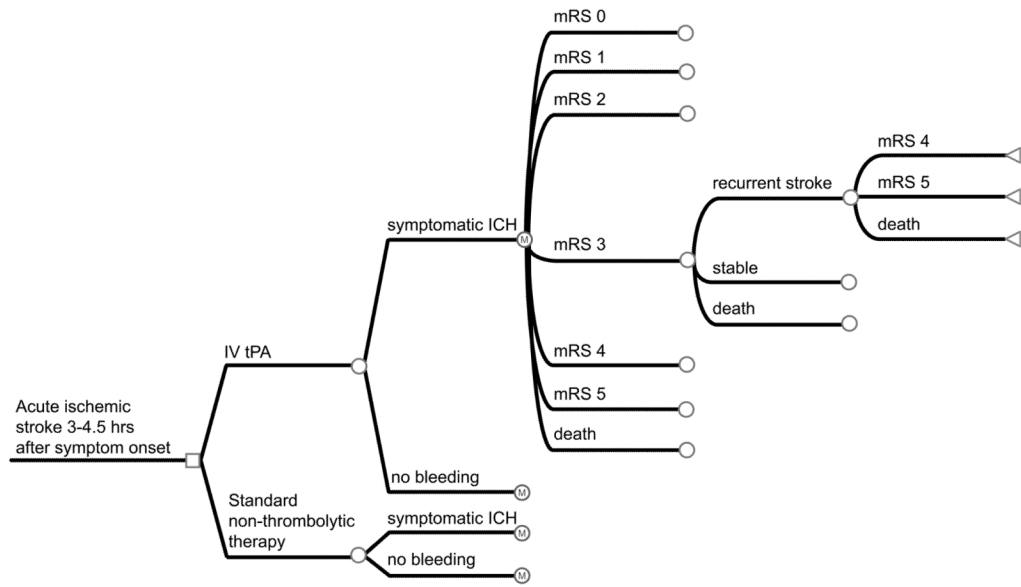 mRS 0
mRS 1
mRS 2
mRS 4
recurrent stroke
mRS 5
death
symptomatic ICH
M
mRS 3
stable
death
IV tPA
mRS 4
mRS 5
death
Acute ischemic
stroke 3-4.5 hrs
after symptom onset
no bleeding
M
Standard
non-thrombolytic
therapy
symptomatic ICH
M
no bleeding
M